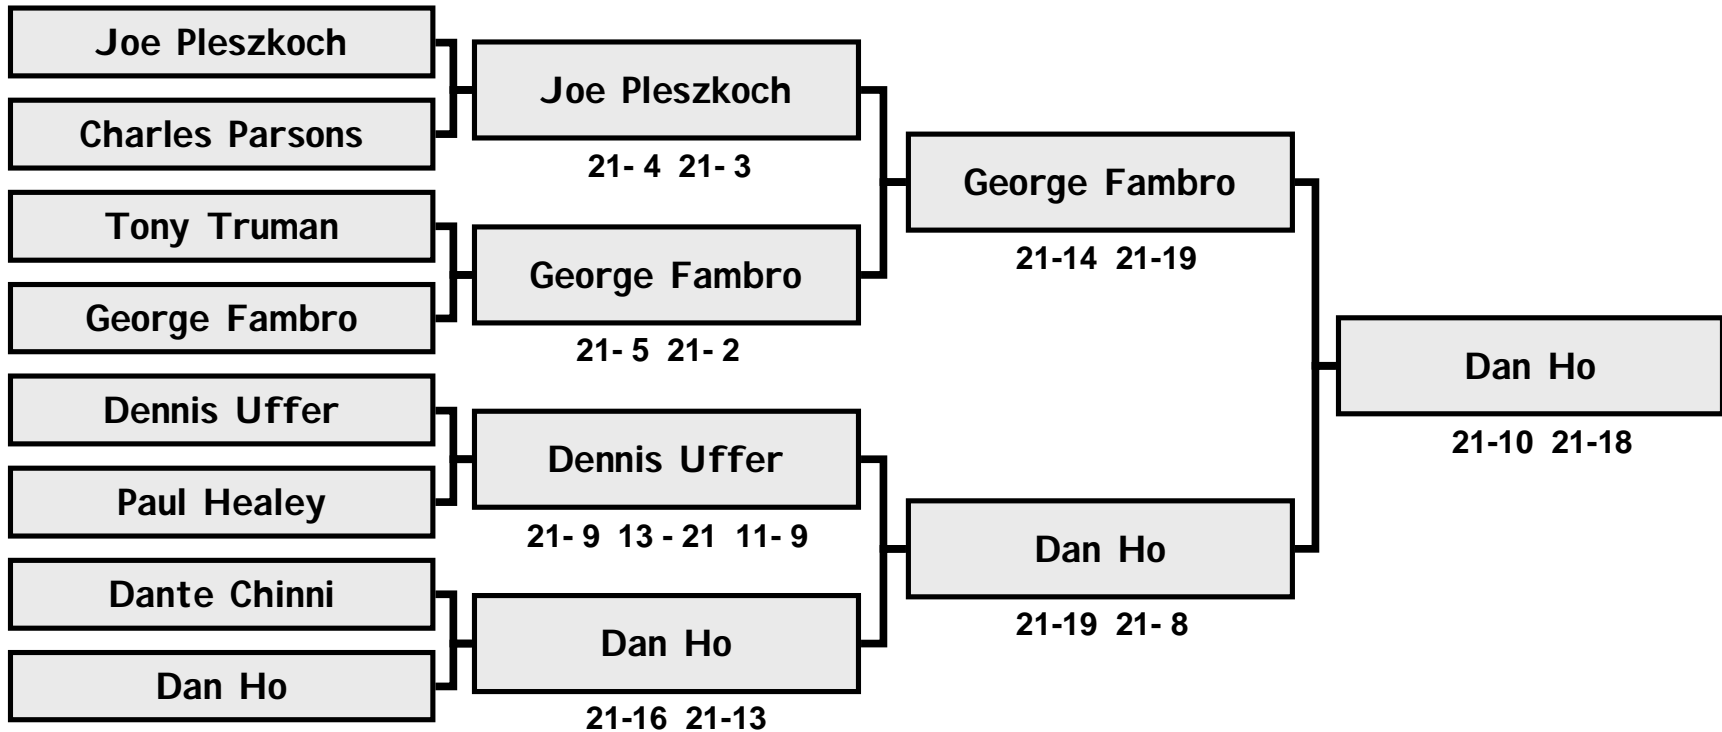 Joe Pleszkoch
Charles Parsons
Tony Truman
George Fambro
Dennis Uffer
Paul Healey
Dante Chinni
Dan Ho
Joe Pleszkoch
21- 4 21- 3
George Fambro
21- 5 21- 2
Dennis Uffer
21- 9 13 - 21 11- 9
Dan Ho
21-16 21-13
George Fambro
21-14 21-19
Dan Ho
21-19 21- 8
Dan Ho
21-10 21-18